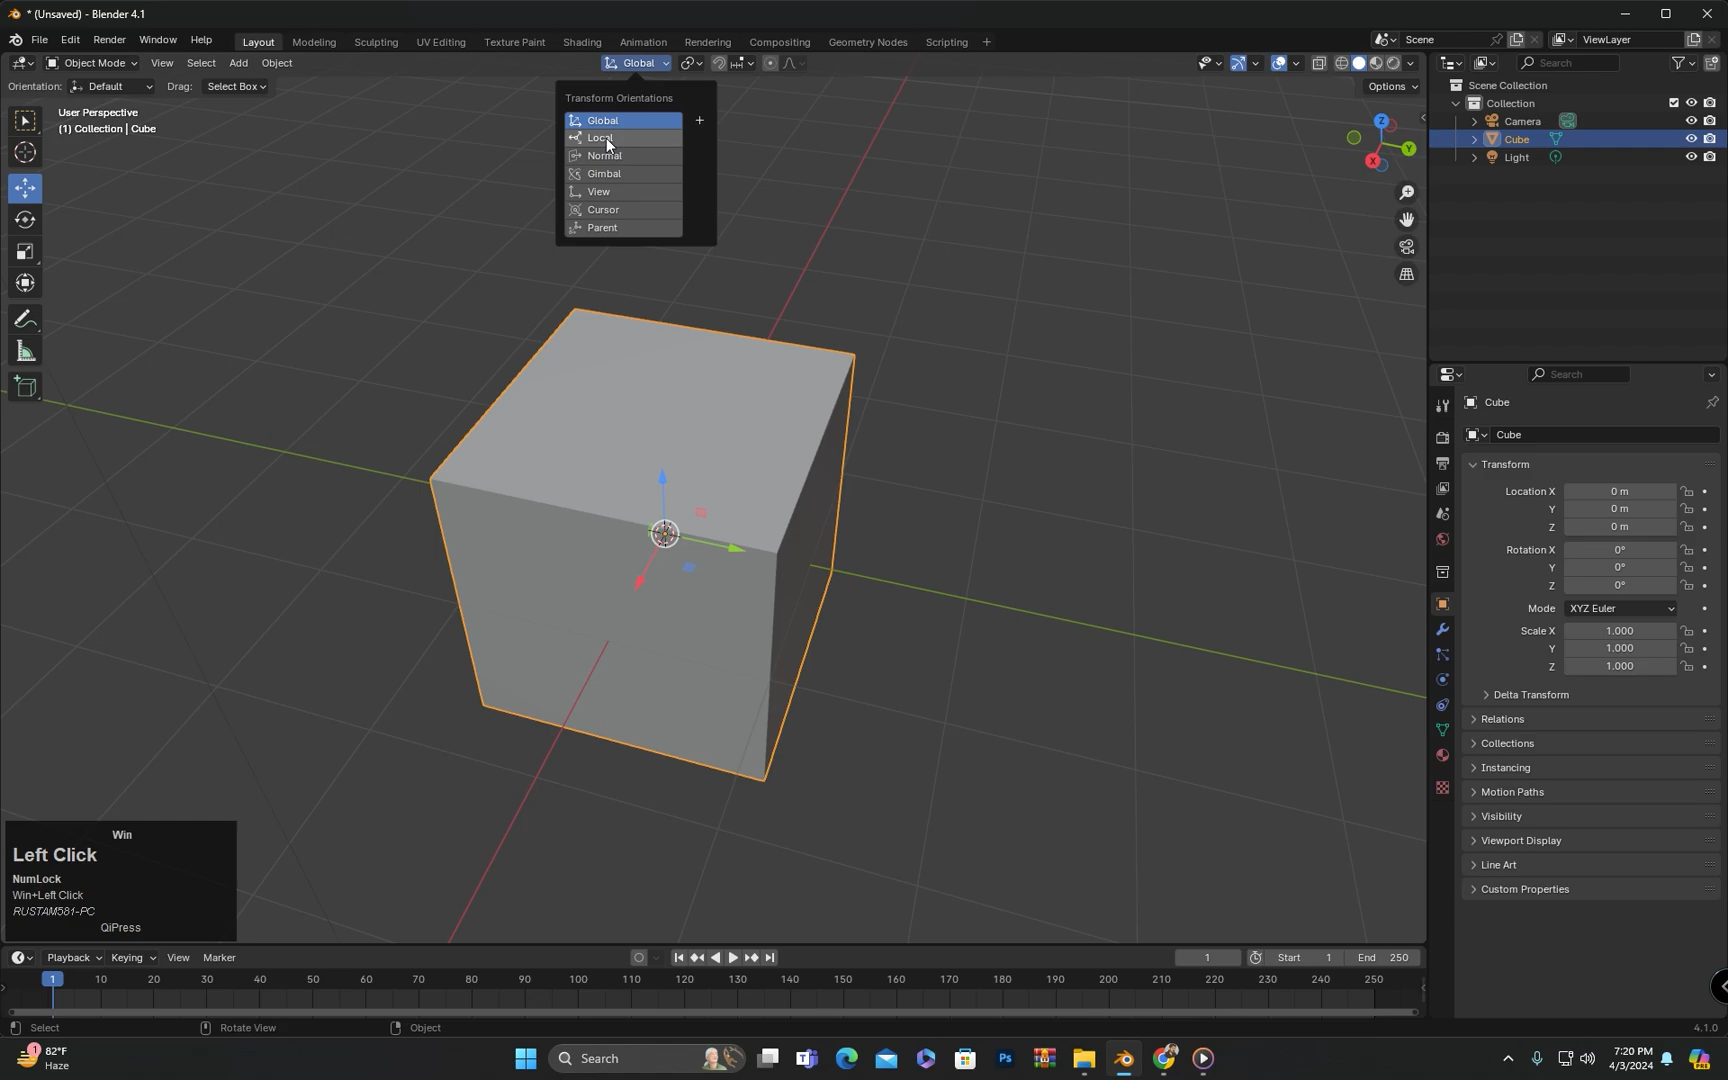 * (Unsaved) - Blender 4.1
File Edit Render Window Help Layout Modeling Sculpting UV Editing Texture Paint Shading Animation Rendering Compositing Geometry Nodes Scripting + Scene ViewLayer
Object Mode View Select Add Object Global Search
Orientation: Default Drag: Select Box Options
User Perspective
(1) Collection | Cube
Transform Orientations
Global +
Local
Normal
Gimbal
View
Cursor
Parent
Z
Y
X
Scene Collection
Collection
Camera
Cube
Light
Search
Cube
Cube
Transform
Location X 0 m
Y 0 m
Z 0 m
Rotation X 0°
Y 0°
Z 0°
Mode XYZ Euler
Scale X 1.000
Y 1.000
Z 1.000
Delta Transform
Relations
Collections
Instancing
Motion Paths
Visibility
Viewport Display
Line Art
Custom Properties
Win
Left Click
NumLock
Win+Left Click
RUSTAM581-PC
QiPress
Playback Keying View Marker 1 Start 1 End 250
1 10 20 30 40 50 60 70 80 90 100 110 120 130 140 150 160 170 180 190 200 210 220 230 240 250
Select Rotate View Object 4.1.0
1 82°F
Haze
Search
Ps
PRE
7:20 PM
4/3/2024